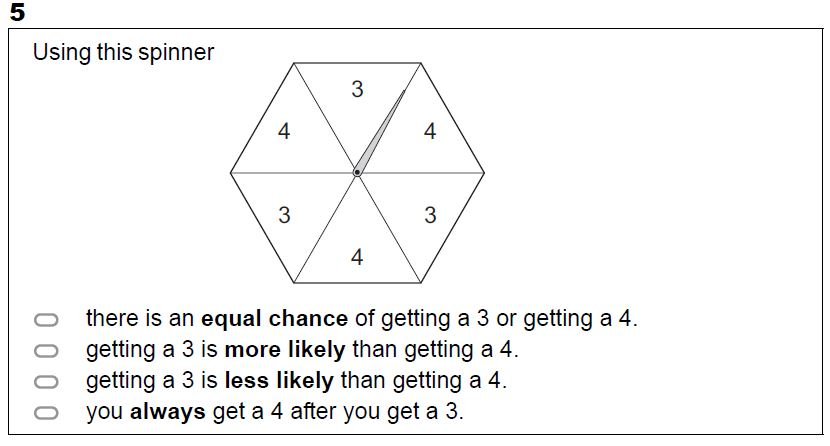 5
Using this spinner
3
4
4
3
3
4
there is an equal chance of getting a 3 or getting a 4.
getting a 3 is more likely than getting a 4.
getting a 3 is less likely than getting a 4.
you always get a 4 after you get a 3.